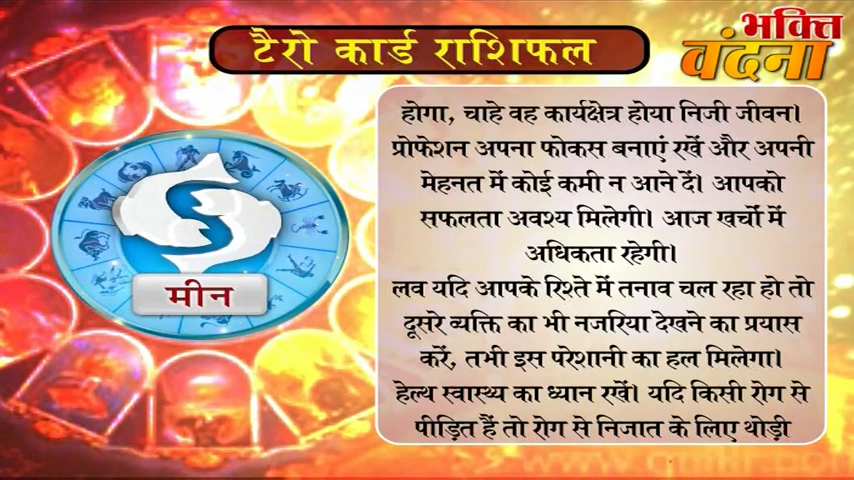 टैरो कार्ड राशिफल
भक्ति
वंदना
होगा, चाहे वह कार्यक्षेत्र होया निजी जीवन।
प्रोफेशन अपना फोकस बनाएं रखें और अपनी
मेहनत में कोई कमी न आने दें। आपको
सफलता अवश्य मिलेगी। आज खर्चो में
अधिकता रहेगी।
लव यदि आपके रिश्ते में तनाव चल रहा हो तो
दूसरे व्यक्ति का भी नजरिया देखने का प्रयास
करें, तभी इस परेशानी का हल मिलेगा।
हेल्थ स्वास्थ्य का ध्यान रखें। यदि किसी रोग से
पीड़ित हैं तो रोग से निजात के लिए थोड़ी
मीन